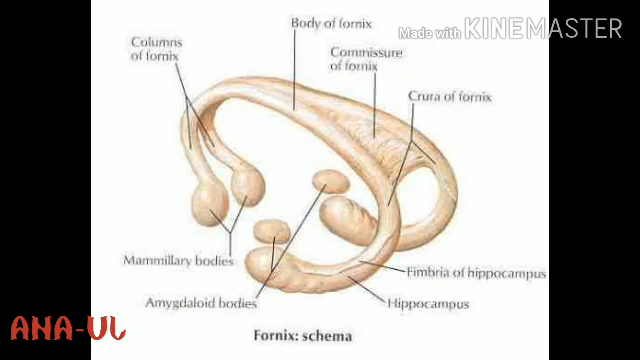 Body of fornix
Made with KINEMASTER
Columns
of fornix
Commissure
of fornix
Crura of fornix
Mammillary bodies
Fimbria of hippocampus
Amygdaloid bodies
Hippocampus
ANA-UL
Fornix: schema